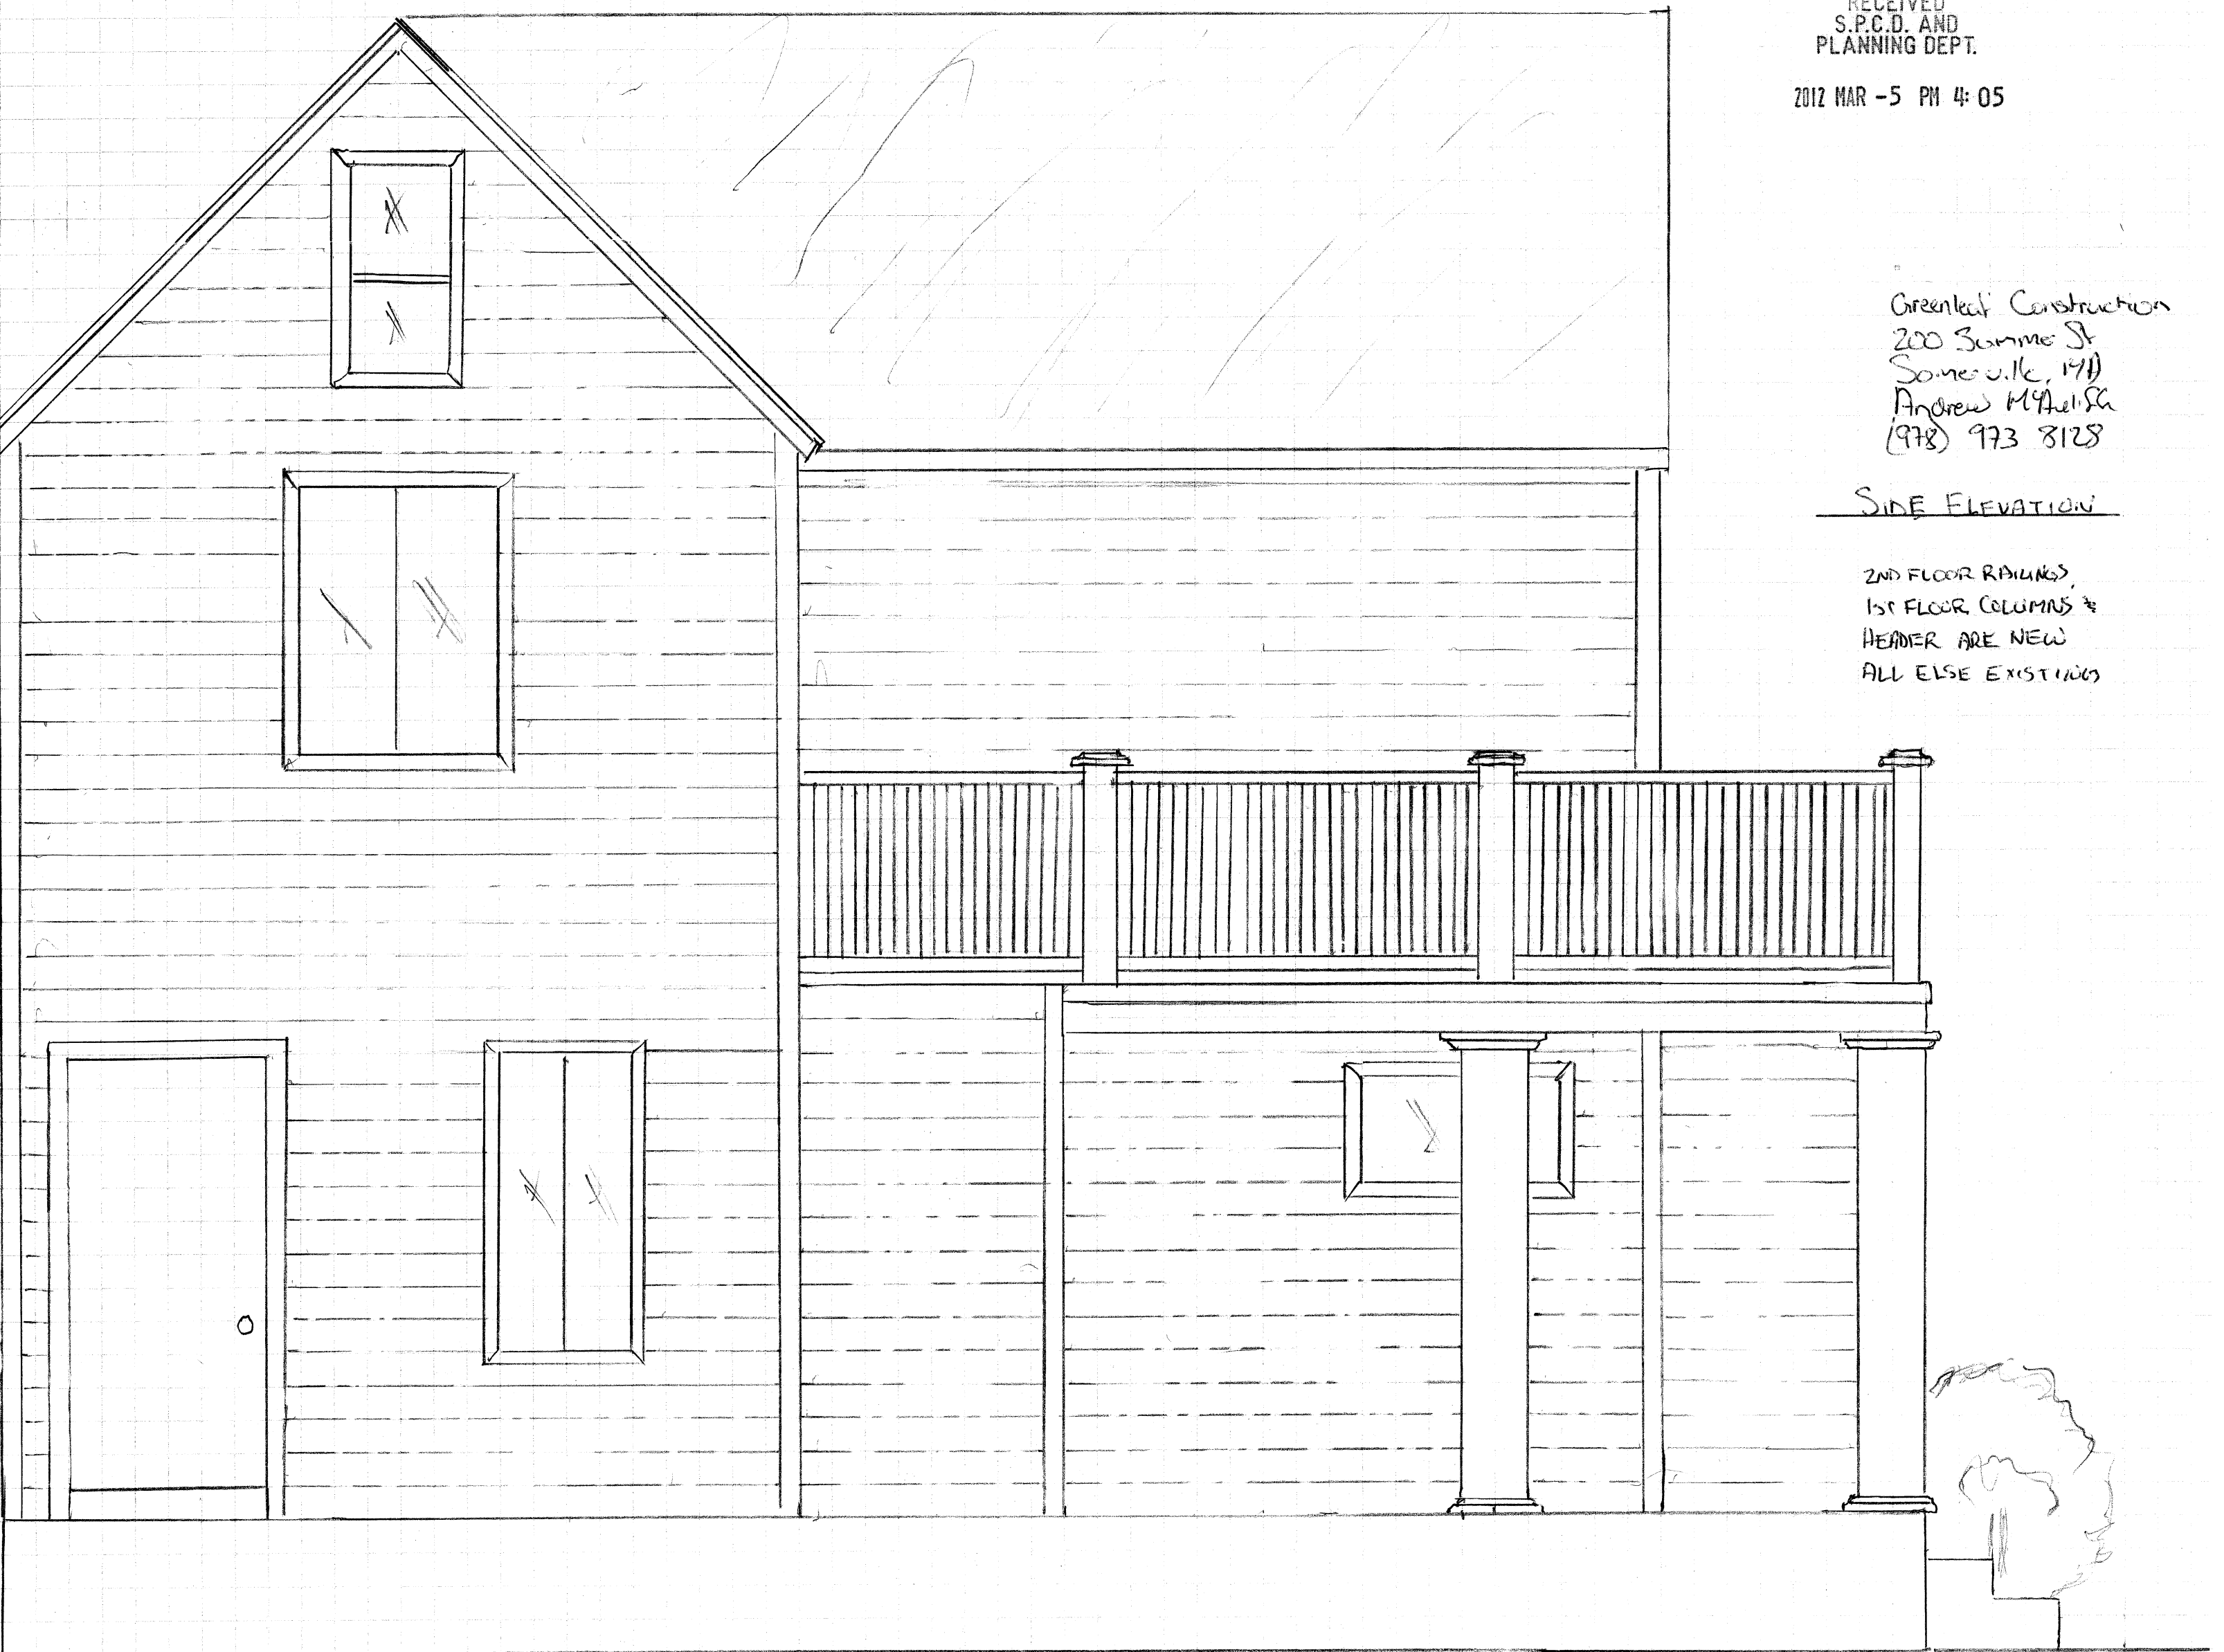 RECEIVED
S.P.C.D. AND
PLANNING DEPT.
2012 MAR -5 PM 4:05
Greenleaf Construction
200 Summer St
Somerville, MA
Andrew
(978) 973 8128
SIDE ELEVATION
2ND FLOOR RAILINGS,
1ST FLOOR COLUMNS &
HEADER ARE NEW
ALL ELSE EXISTING